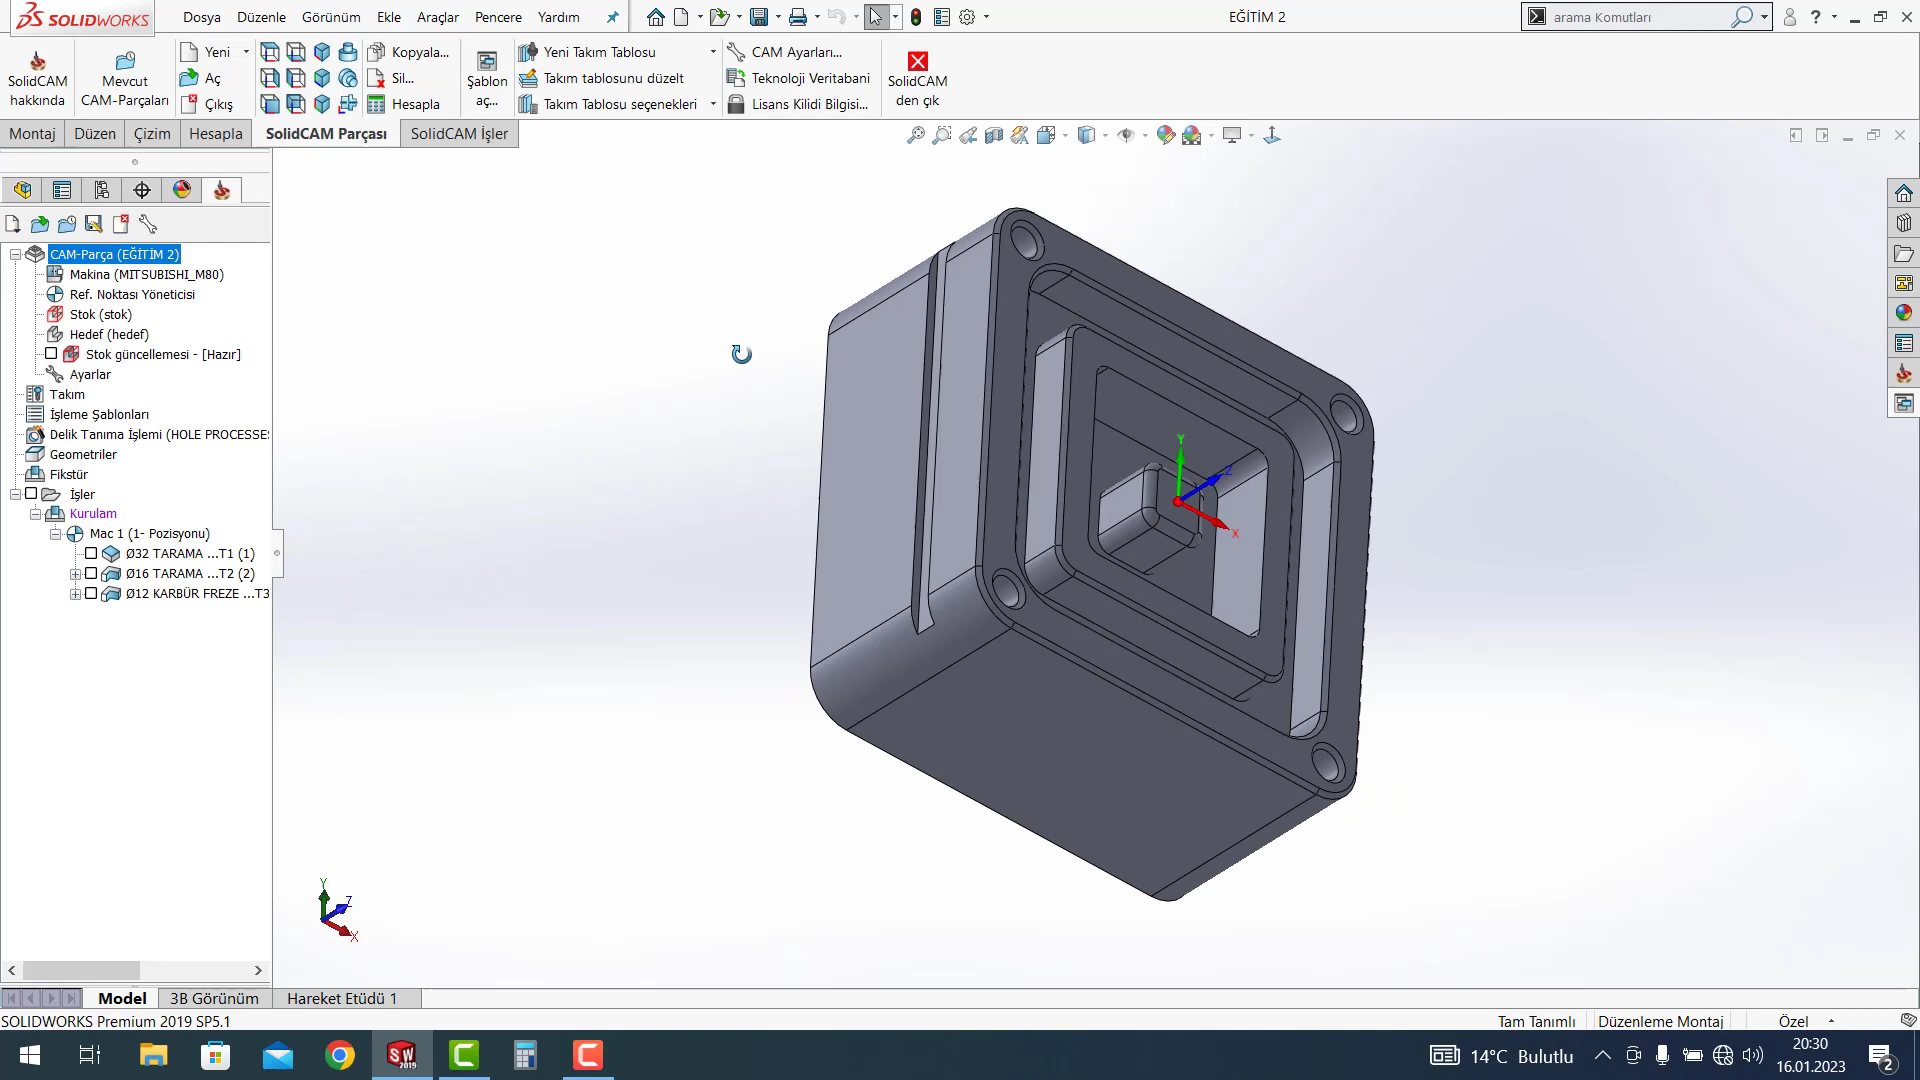 SOLIDWORKS
Dosya Düzenle Görünüm Ekle Araçlar Pencere Yardım
EĞİTİM 2
arama Komutları
SolidCAM hakkında
Mevcut CAM-Parçaları
Yeni
Aç
Çıkış
Kopyala...
Sil...
Hesapla
Şablon aç...
Yeni Takım Tablosu
Takım tablosunu düzelt
Takım Tablosu seçenekleri
CAM Ayarları...
Teknoloji Veritabani
Lisans Kilidi Bilgisi...
SolidCAM den çık
Montaj Düzen Çizim Hesapla SolidCAM Parçası SolidCAM İşler
CAM-Parça (EĞİTİM 2)
Makina (MITSUBISHI_M80)
Ref. Noktası Yöneticisi
Stok (stok)
Hedef (hedef)
Stok güncellemesi - [Hazır]
Ayarlar
Takım
İşleme Şablonları
Delik Tanıma İşlemi (HOLE PROCESSE
Geometriler
Fikstür
İşler
Kurulam
Mac 1 (1- Pozisyonu)
Ø32 TARAMA ...T1 (1)
Ø16 TARAMA ...T2 (2)
Ø12 KARBÜR FREZE ...T3
Y
Z
X
Y
Z
X
Model 3B Görünüm Hareket Etüdü 1
SOLIDWORKS Premium 2019 SP5.1
Tam Tanımlı Düzenleme Montaj Özel
SW 2019
14°C Bulutlu
20:30
16.01.2023
2